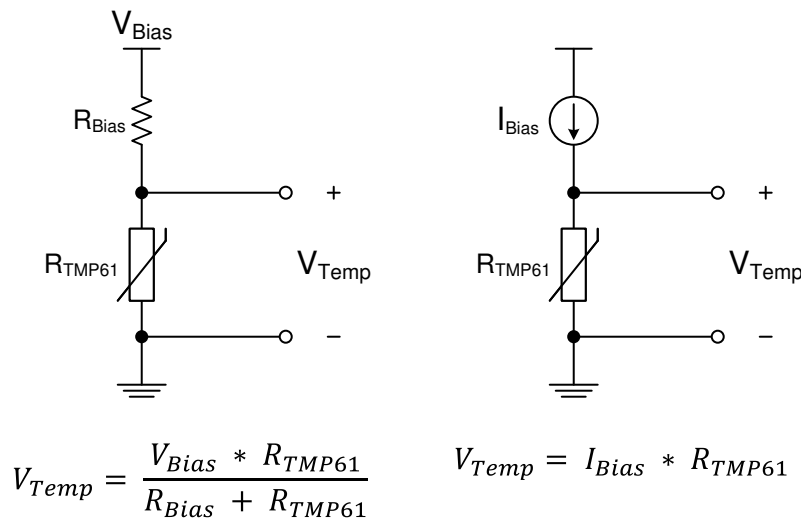 V_Bias
R_Bias
+
R_TMP61
V_Temp
−
V_Temp = V_Bias * R_TMP61 / R_Bias + R_TMP61
I_Bias
+
R_TMP61
V_Temp
−
V_Temp = I_Bias * R_TMP61